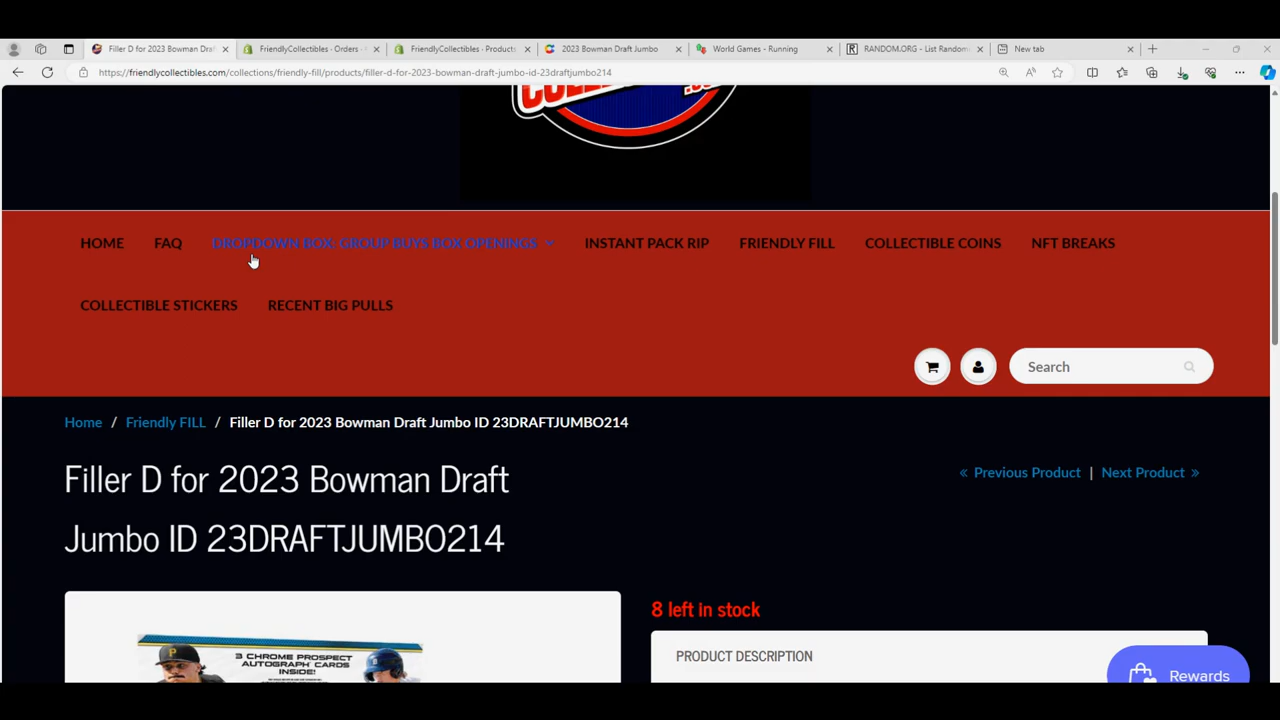 Filler D for 2023 Bowman Draft
FriendlyCollectibles - Orders -
FriendlyCollectibles - Products
2023 Bowman Draft Jumbo
World Games - Running
RANDOM.ORG - List Random
New tab
https://friendlycollectibles.com/collections/friendly-fill/products/filler-d-for-2023-bowman-draft-jumbo-id-23draftjumbo214
HOME FAQ DROPDOWN BOX: GROUP BUYS BOX OPENINGS INSTANT PACK RIP FRIENDLY FILL COLLECTIBLE COINS NFT BREAKS
COLLECTIBLE STICKERS RECENT BIG PULLS
Search
Home / Friendly FILL / Filler D for 2023 Bowman Draft Jumbo ID 23DRAFTJUMBO214
« Previous Product | Next Product »
Filler D for 2023 Bowman Draft
Jumbo ID 23DRAFTJUMBO214
8 left in stock
PRODUCT DESCRIPTION
3 CHROME PROSPECT
AUTOGRAPH CARDS
INSIDE!
Rewards